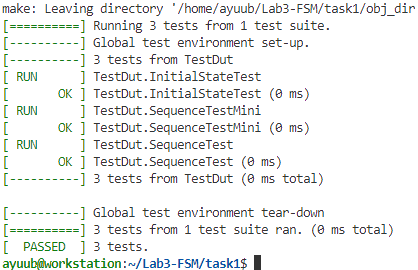 make: Leaving directory '/home/ayuub/Lab3-FSM/task1/obj_dir
[==========] Running 3 tests from 1 test suite.
[----------] Global test environment set-up.
[----------] 3 tests from TestDut
[ RUN      ] TestDut.InitialStateTest
[       OK ] TestDut.InitialStateTest (0 ms)
[ RUN      ] TestDut.SequenceTestMini
[       OK ] TestDut.SequenceTestMini (0 ms)
[ RUN      ] TestDut.SequenceTest
[       OK ] TestDut.SequenceTest (0 ms)
[----------] 3 tests from TestDut (0 ms total)

[----------] Global test environment tear-down
[==========] 3 tests from 1 test suite ran. (0 ms total)
[  PASSED  ] 3 tests.
ayuub@workstation:~/Lab3-FSM/task1$